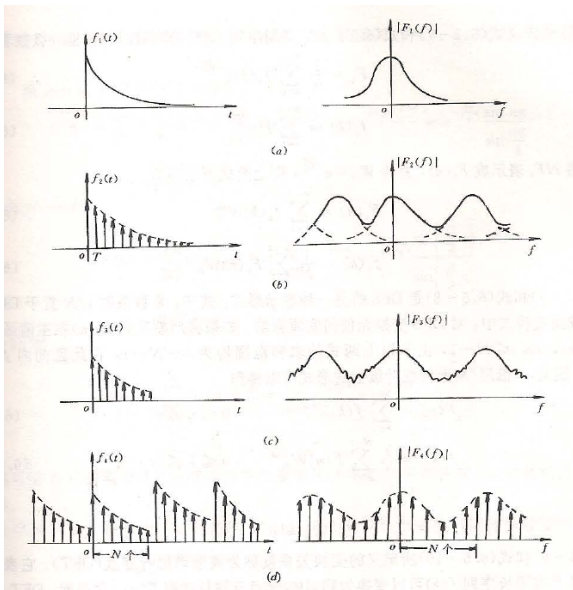 f₁(t)
|F₁(f)|
o
t
o
f
(a)
f₂(t)
|F₂(f)|
o
T
t
o
f
(b)
f₃(t)
|F₃(f)|
o
t
o
f
(c)
f₄(t)
|F₄(f)|
o
N 个
t
o
N 个
f
(d)